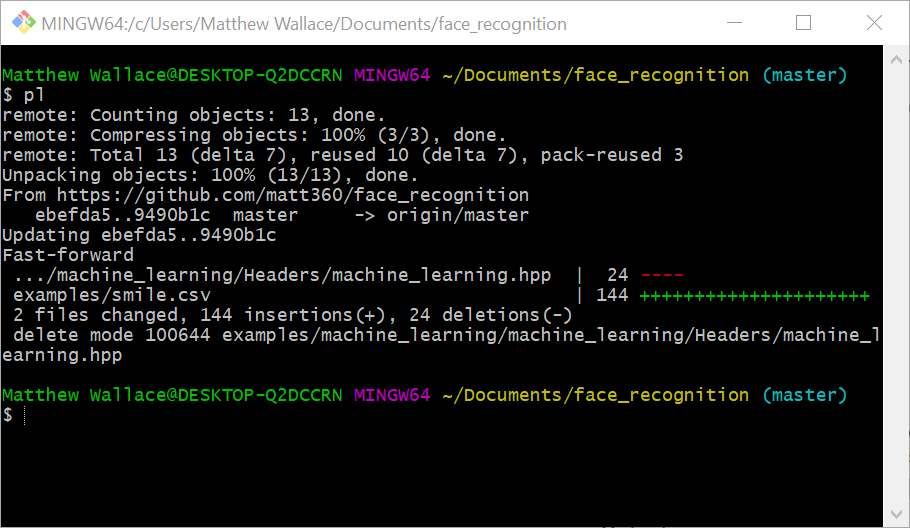 MINGW64:/c/Users/Matthew Wallace/Documents/face_recognition
Matthew Wallace@DESKTOP-Q2DCCRN MINGW64 ~/Documents/face_recognition (master)
$ pl
remote: Counting objects: 13, done.
remote: Compressing objects: 100% (3/3), done.
remote: Total 13 (delta 7), reused 10 (delta 7), pack-reused 3
Unpacking objects: 100% (13/13), done.
From https://github.com/matt360/face_recognition
   ebefda5..9490b1c  master     -> origin/master
Updating ebefda5..9490b1c
Fast-forward
 .../machine_learning/Headers/machine_learning.hpp  |  24 ----
 examples/smile.csv                                 | 144 +++++++++++++++++++++
 2 files changed, 144 insertions(+), 24 deletions(-)
 delete mode 100644 examples/machine_learning/machine_learning/Headers/machine_l
earning.hpp
Matthew Wallace@DESKTOP-Q2DCCRN MINGW64 ~/Documents/face_recognition (master)
$